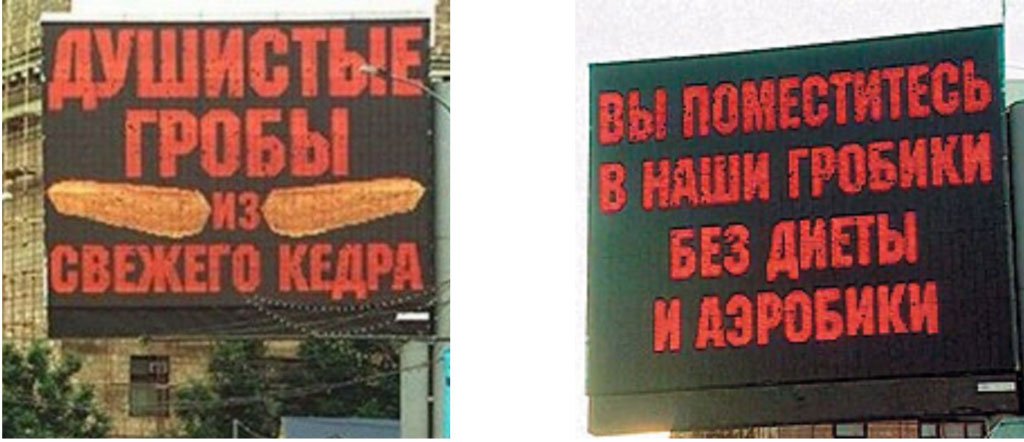 ДУШИСТЫЕ
ГРОБЫ
ИЗ
СВЕЖЕГО КЕДРА
ВЫ ПОМЕСТИТЕСЬ
В НАШИ ГРОБИКИ
БЕЗ ДИЕТЫ
И АЭРОБИКИ